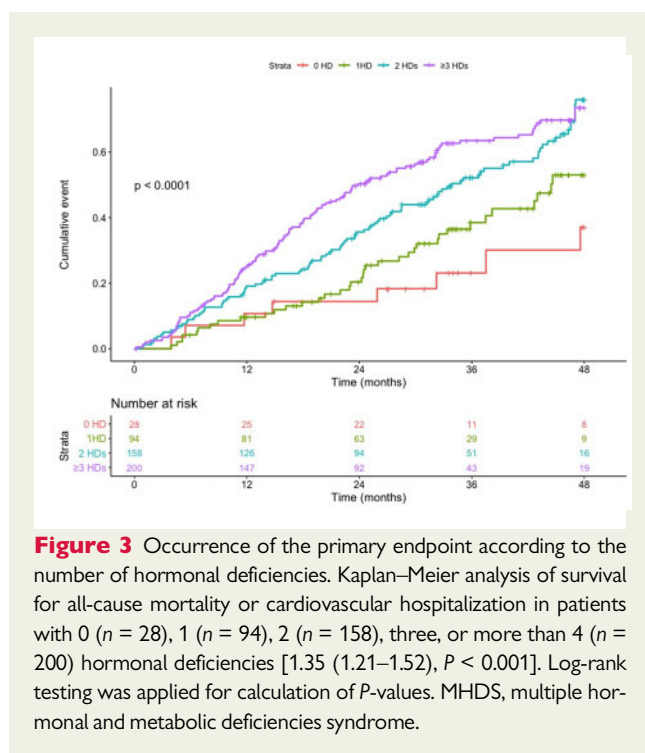 Strata 0 HD 1HD 2 HDs ≥3 HDs
0.6
0.4
0.2
0.0
Cumulative event
p < 0.0001
0 12 24 36 48
Time (months)
Number at risk
Strata
0 HD 28 25 22 11 8
1HD 94 81 63 29 9
2 HDs 158 126 94 51 16
≥3 HDs 200 147 92 43 19
0 12 24 36 48
Time (months)
Figure 3 Occurrence of the primary endpoint according to the
number of hormonal deficiencies. Kaplan–Meier analysis of survival
for all-cause mortality or cardiovascular hospitalization in patients
with 0 (n = 28), 1 (n = 94), 2 (n = 158), three, or more than 4 (n =
200) hormonal deficiencies [1.35 (1.21–1.52), P < 0.001]. Log-rank
testing was applied for calculation of P-values. MHDS, multiple hor-
monal and metabolic deficiencies syndrome.